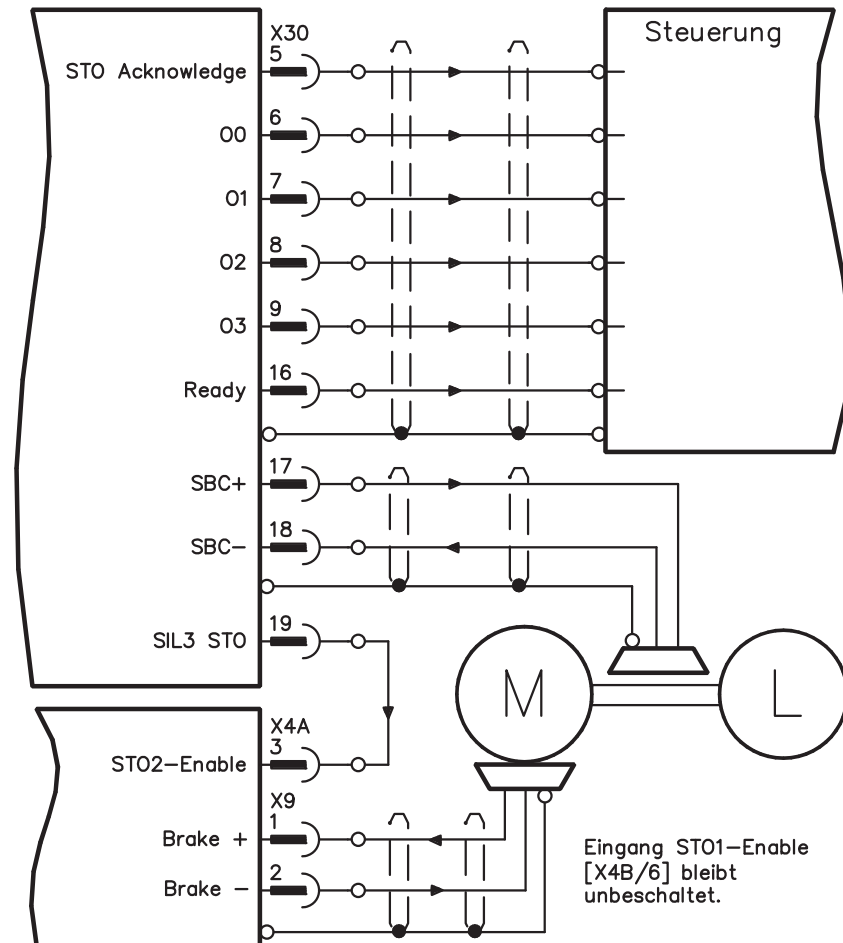 X30
Steuerung
5
STO Acknowledge
6
O0
7
O1
8
O2
9
O3
16
Ready
17
SBC+
18
SBC–
19
SIL3 STO
M
L
X4A
3
STO2–Enable
X9
1
Brake +
2
Brake –
Eingang STO1–Enable
[X4B/6] bleibt
unbeschaltet.